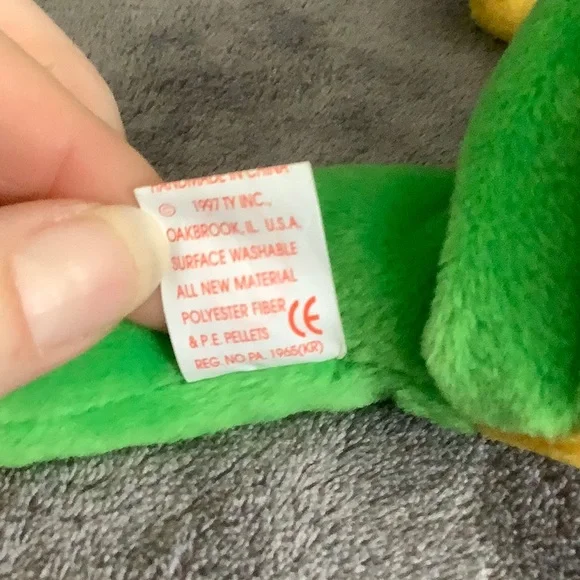 HANDMADE IN CHINA
© 1997 TY INC.,
OAKBROOK, IL. U.S.A.
SURFACE WASHABLE
ALL NEW MATERIAL
POLYESTER FIBER
& P.E. PELLETS CE
REG. NO PA. 1965(KR)